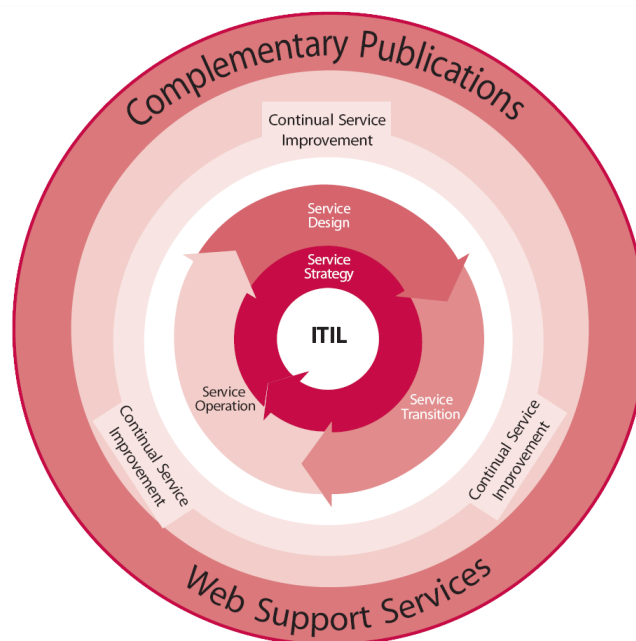 Complementary Publications
Continual Service
Improvement
Service
Design
Service
Strategy
ITIL
Service
Operation
Service
Transition
Continual Service
Improvement
Continual Service
Improvement
Web Support Services